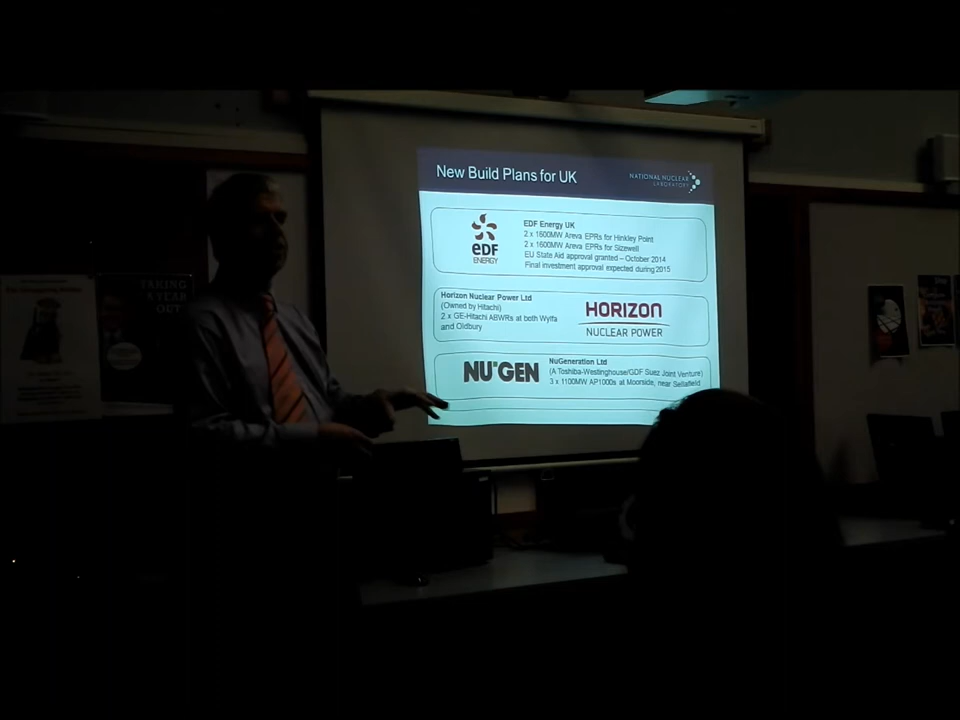 New Build Plans for UK
NATIONAL NUCLEAR
LABORATORY
EDF Energy UK
2 x 1600MW Areva EPRs for Hinkley Point
2 x 1600MW Areva EPRs for Sizewell
EU State Aid approval granted – October 2014
Final investment approval expected during 2015
eDF
ENERGY
Horizon Nuclear Power Ltd
(Owned by Hitachi)
2 x GE-Hitachi ABWRs at both Wylfa
and Oldbury
HORIZON
NUCLEAR POWER
NU GEN
NuGeneration Ltd
(A Toshiba-Westinghouse/GDF Suez Joint Venture)
3 x 1100MW AP1000s at Moorside, near Sellafield
TAKING
A YEAR
OUT